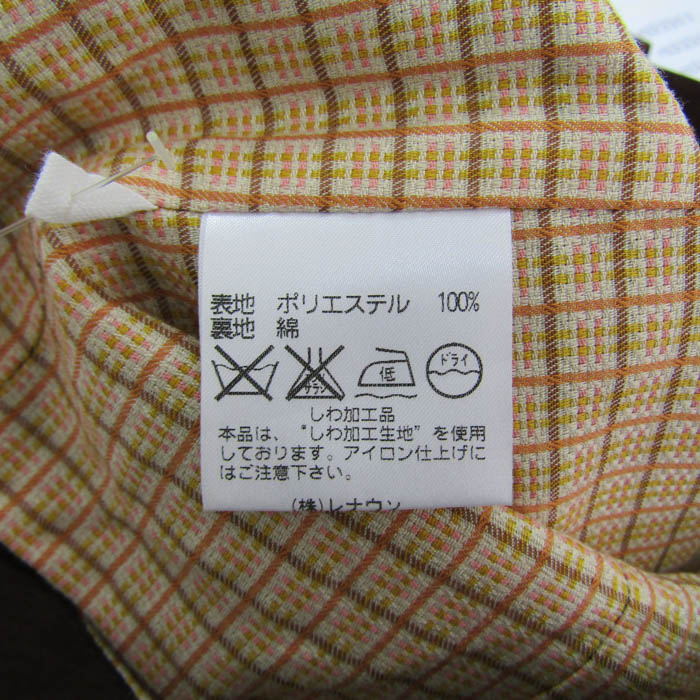 表地 ポリエステル 100%
裏地 綿
低 ドライ
しわ加工品
本品は、“しわ加工生地”を使用
しております。アイロン仕上げに
はご注意下さい。
(株)レナウン